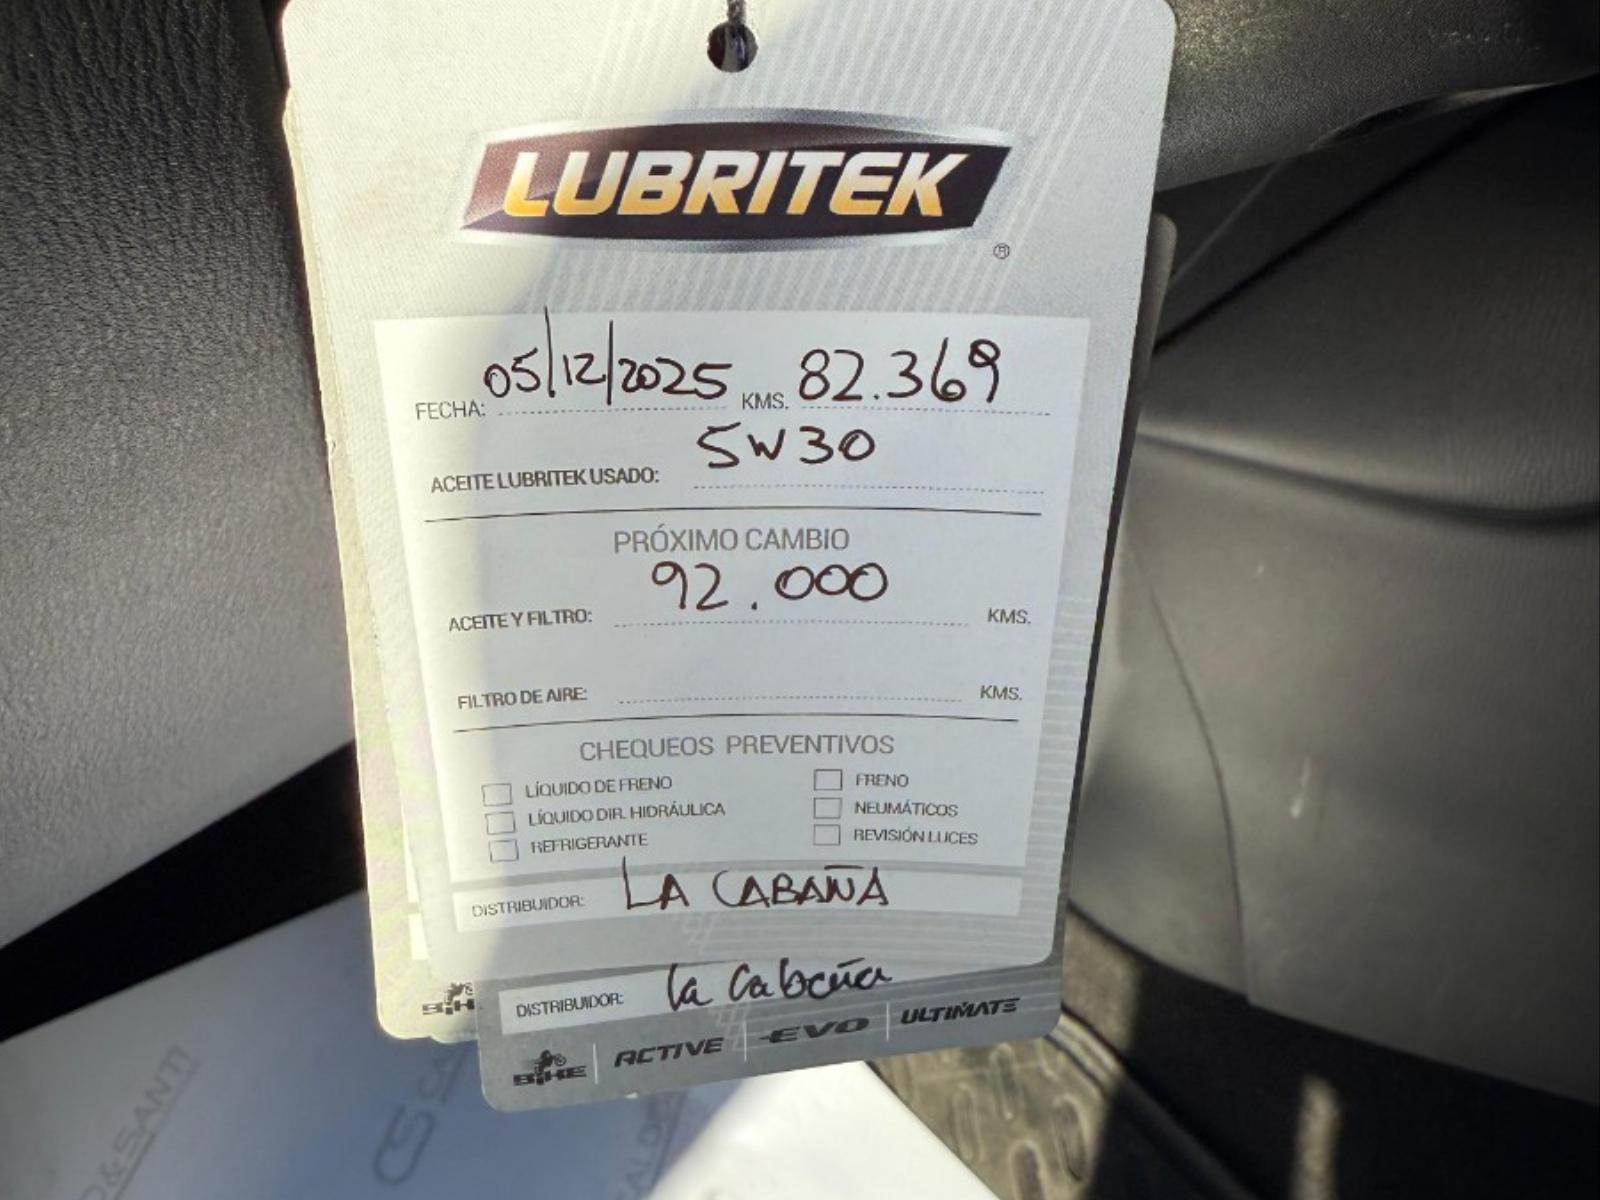 LUBRITEK
®
FECHA: 05/12/2025 KMS. 82.369
ACEITE LUBRITEK USADO: 5W30
PRÓXIMO CAMBIO
ACEITE Y FILTRO: 92.000 KMS.
FILTRO DE AIRE: KMS.
CHEQUEOS PREVENTIVOS
LÍQUIDO DE FRENO FRENO
LÍQUIDO DIR. HIDRÁULICA NEUMÁTICOS
REFRIGERANTE REVISIÓN LUCES
DISTRIBUIDOR: LA CABAÑA
DISTRIBUIDOR: La Cabaña
BIKE ACTIVE EVO ULTIMATE
&SANTI
CS